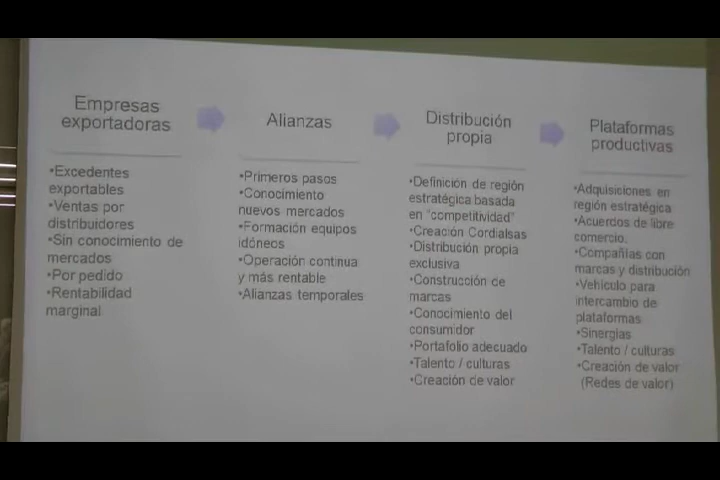 Empresas
exportadoras
•Excedentes
exportables
•Ventas por
distribuidores
•Sin conocimiento de
mercados
•Por pedido
•Rentabilidad
marginal
Alianzas
•Primeros pasos
•Conocimiento
nuevos mercados
•Formación equipos
idóneos
•Operación continua
y más rentable
•Alianzas temporales
Distribución
propia
•Definición de región
estratégica basada
en "competitividad"
•Creación Cordialsas
•Distribución propia
exclusiva
•Construcción de
marcas
•Conocimiento del
consumidor
•Portafolio adecuado
•Talento / culturas
•Creación de valor
Plataformas
productivas
•Adquisiciones en
región estratégica
•Acuerdos de libre
comercio.
•Compañías con
marcas y distribución
•Vehículo para
intercambio de
plataformas
•Sinergias
•Talento / culturas
•Creación de valor
(Redes de valor)